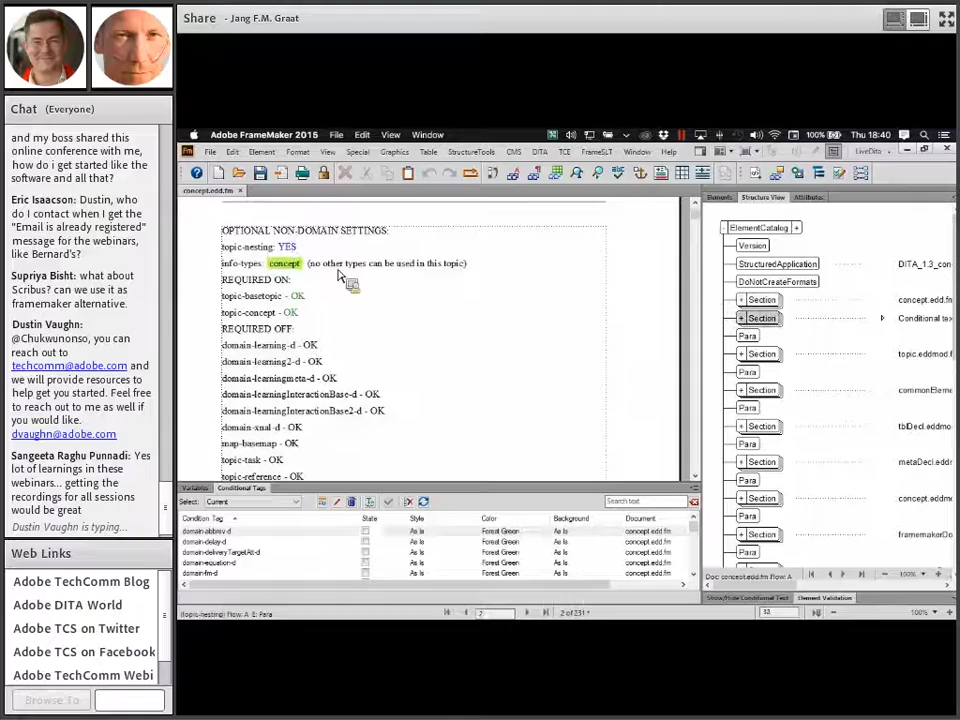 Share - Jang F.M. Graat
Chat (Everyone)
and my boss shared this
online conference with me,
how do i get started like the
software and all that?
Eric Isaacson: Dustin, who
do I contact when I get the
"Email is already registered"
message for the webinars,
like Bernard's?
Supriya Bisht: what about
Scribus? can we use it as
framemaker alternative.
Dustin Vaughn:
@Chukwunonso, you can
reach out to
techcomm@adobe.com and
we will provide resources to
help get you started. Feel free
to reach out to me as well if
you would like.
dvaughn@adobe.com
Sangeeta Raghu Punnadi: Yes
lot of learnings in these
webinars... getting the
recordings for all sessions
would be great
Dustin Vaughn is typing...
Web Links
Adobe TechComm Blog
Adobe DITA World
Adobe TCS on Twitter
Adobe TCS on Facebook
Adobe TechComm Webi
Browse To
Adobe FrameMaker 2015 File Edit View Window
100% Thu 18:40
Fm File Edit Element Format View Special Graphics Table StructureTools CMS DITA TCE FrameSLT Window Help
LiveDita
concept.edd.fm ×
OPTIONAL NON-DOMAIN SETTINGS:
topic-nesting: YES
info-types: concept (no other types can be used in this topic)
REQUIRED ON:
topic-basetopic - OK
topic-concept - OK
REQUIRED OFF:
domain-learning-d - OK
domain-learning2-d - OK
domain-learningmeta-d - OK
domain-learningInteractionBase-d - OK
domain-learningInteractionBase2-d - OK
domain-xnal-d - OK
map-basemap - OK
topic-task - OK
topic-reference - OK
Variables Conditional Tags
Select: Current
Search text
Condition Tag State Style Color Background Document
domain-abbrev-d As Is Forest Green As Is concept.edd.fm
domain-delay-d As Is Forest Green As Is concept.edd.fm
domain-deliveryTargetAtt-d As Is Forest Green As Is concept.edd.fm
domain-equation-d As Is Forest Green As Is concept.edd.fm
domain-fm-d As Is Forest Green As Is concept.edd.fm
(topic-nesting) Flow: A E: Para
2
2 of 231 *
Elements Structure View Attributes
ElementCatalog +
Version
StructuredApplication DITA_1.3_con
DoNotCreateFormats
+ Section concept.edd.fm
+ Section Conditional tex
Para
+ Section topic.eddmod
Para
+ Section commonEleme
Para
+ Section tblDecl.eddmo
Para
+ Section metaDecl.edd
Para
+ Section concept.eddmo
Para
+ Section framemakerDo
Para
Doc: concept.edd.fm Flow: A
100%
Show/Hide Conditional Text Element Validation
100%